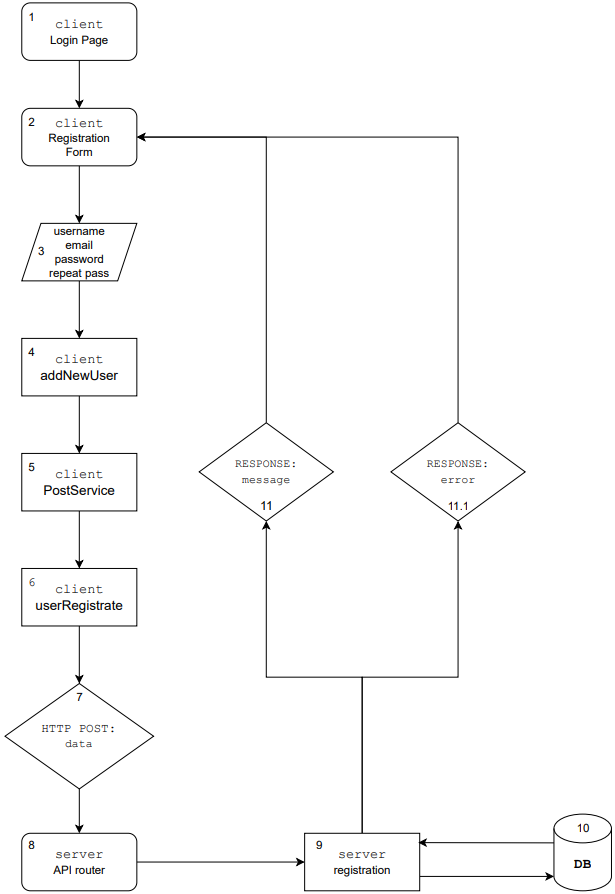 1
client
Login Page
2
client
Registration
Form
username
email
3
password
repeat pass
4
client
addNewUser
5
client
PostService
RESPONSE:
message
11
RESPONSE:
error
11.1
6
client
userRegistrate
7
HTTP POST:
data
8
server
API router
9
server
registration
10
DB